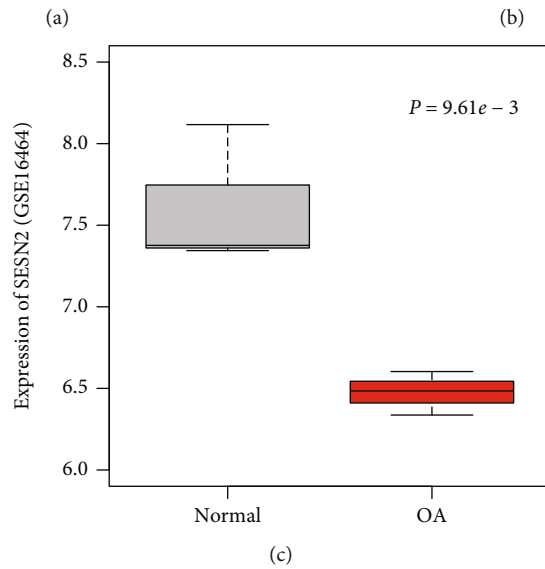 (a)
(b)
Expression of SESN2 (GSE16464)
8.5
8.0
7.5
7.0
6.5
6.0
P = 9.61e − 3
Normal
OA
(c)